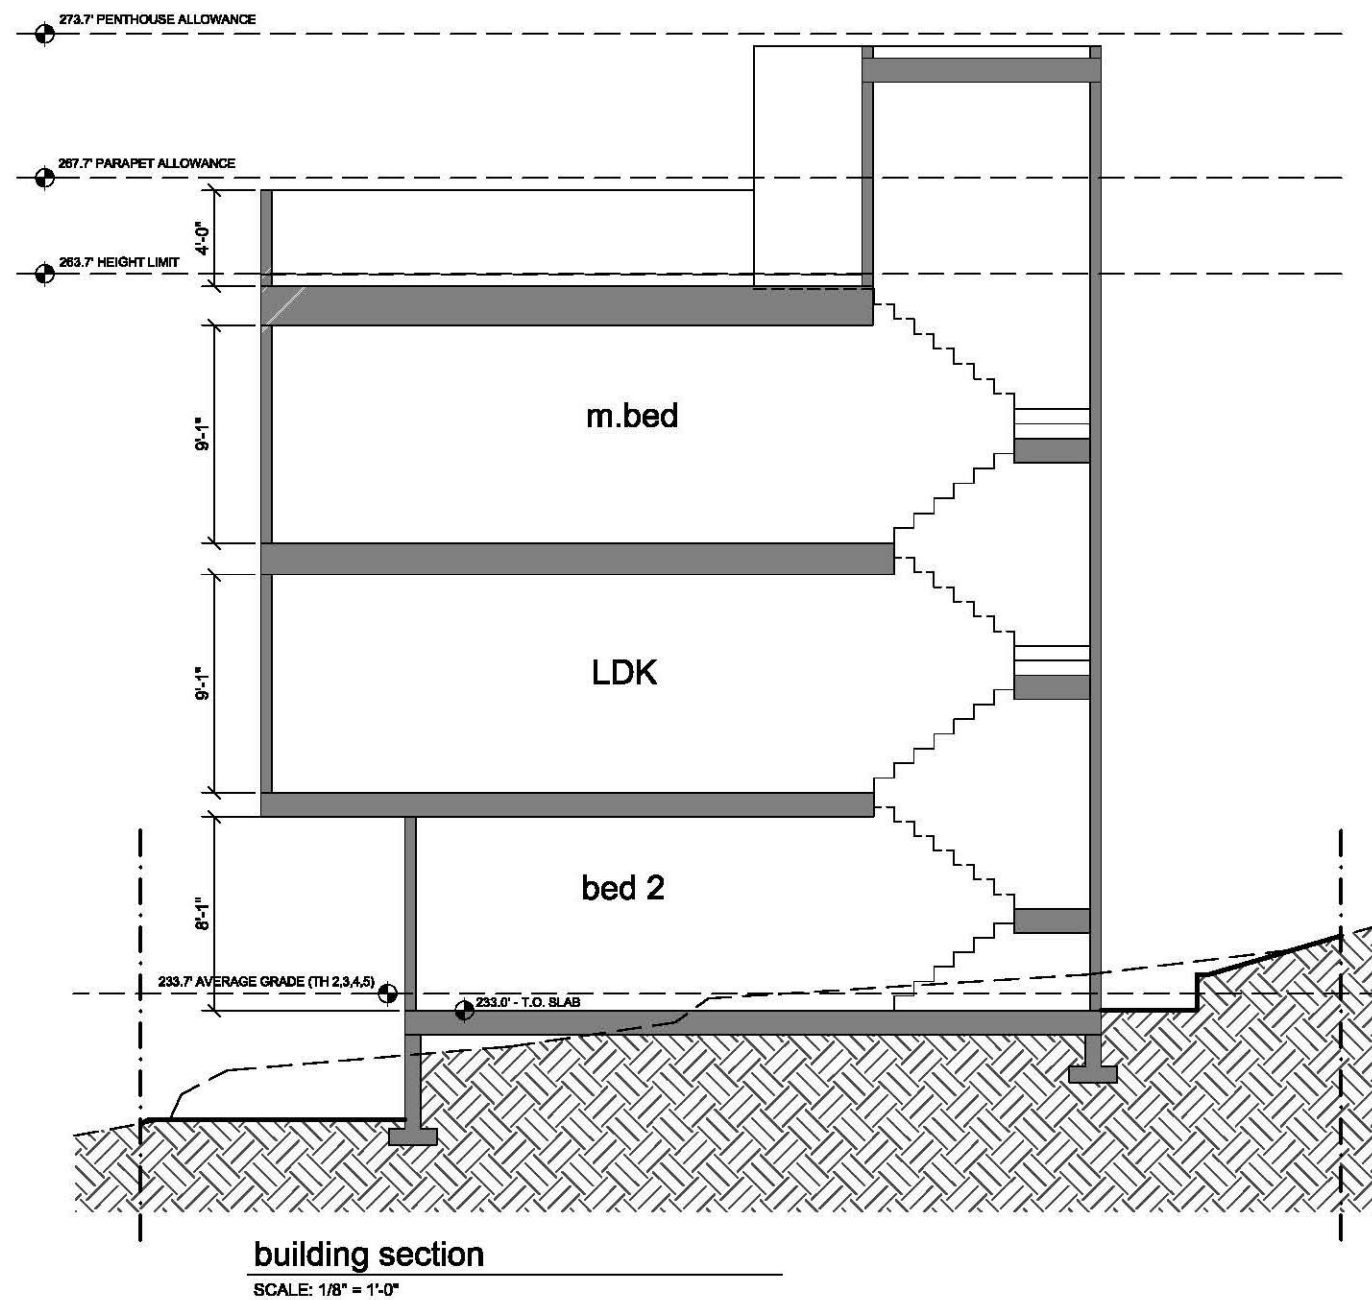 273.7' PENTHOUSE ALLOWANCE
267.7' PARAPET ALLOWANCE
4'-0"
263.7' HEIGHT LIMIT
9'-1"
m.bed
9'-1"
LDK
8'-1"
bed 2
233.7' AVERAGE GRADE (TH 2,3,4,5)
233.0' - T.O. SLAB
building section
SCALE: 1/8" = 1'-0"